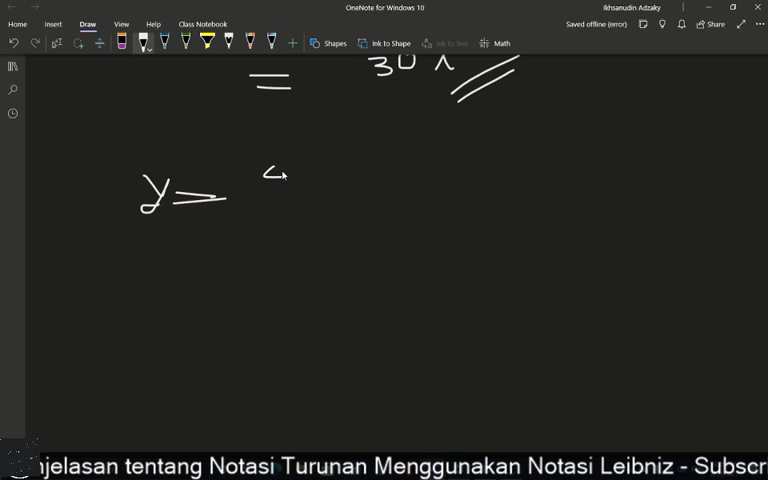 OneNote for Windows 10
Ikhsanudin Adzaky
Home Insert Draw View Help Class Notebook
Saved offline (error) Share
Shapes Ink to Shape Ink to Text Math
=
y =
njelasan tentang Notasi Turunan Menggunakan Notasi Leibniz - Subscr